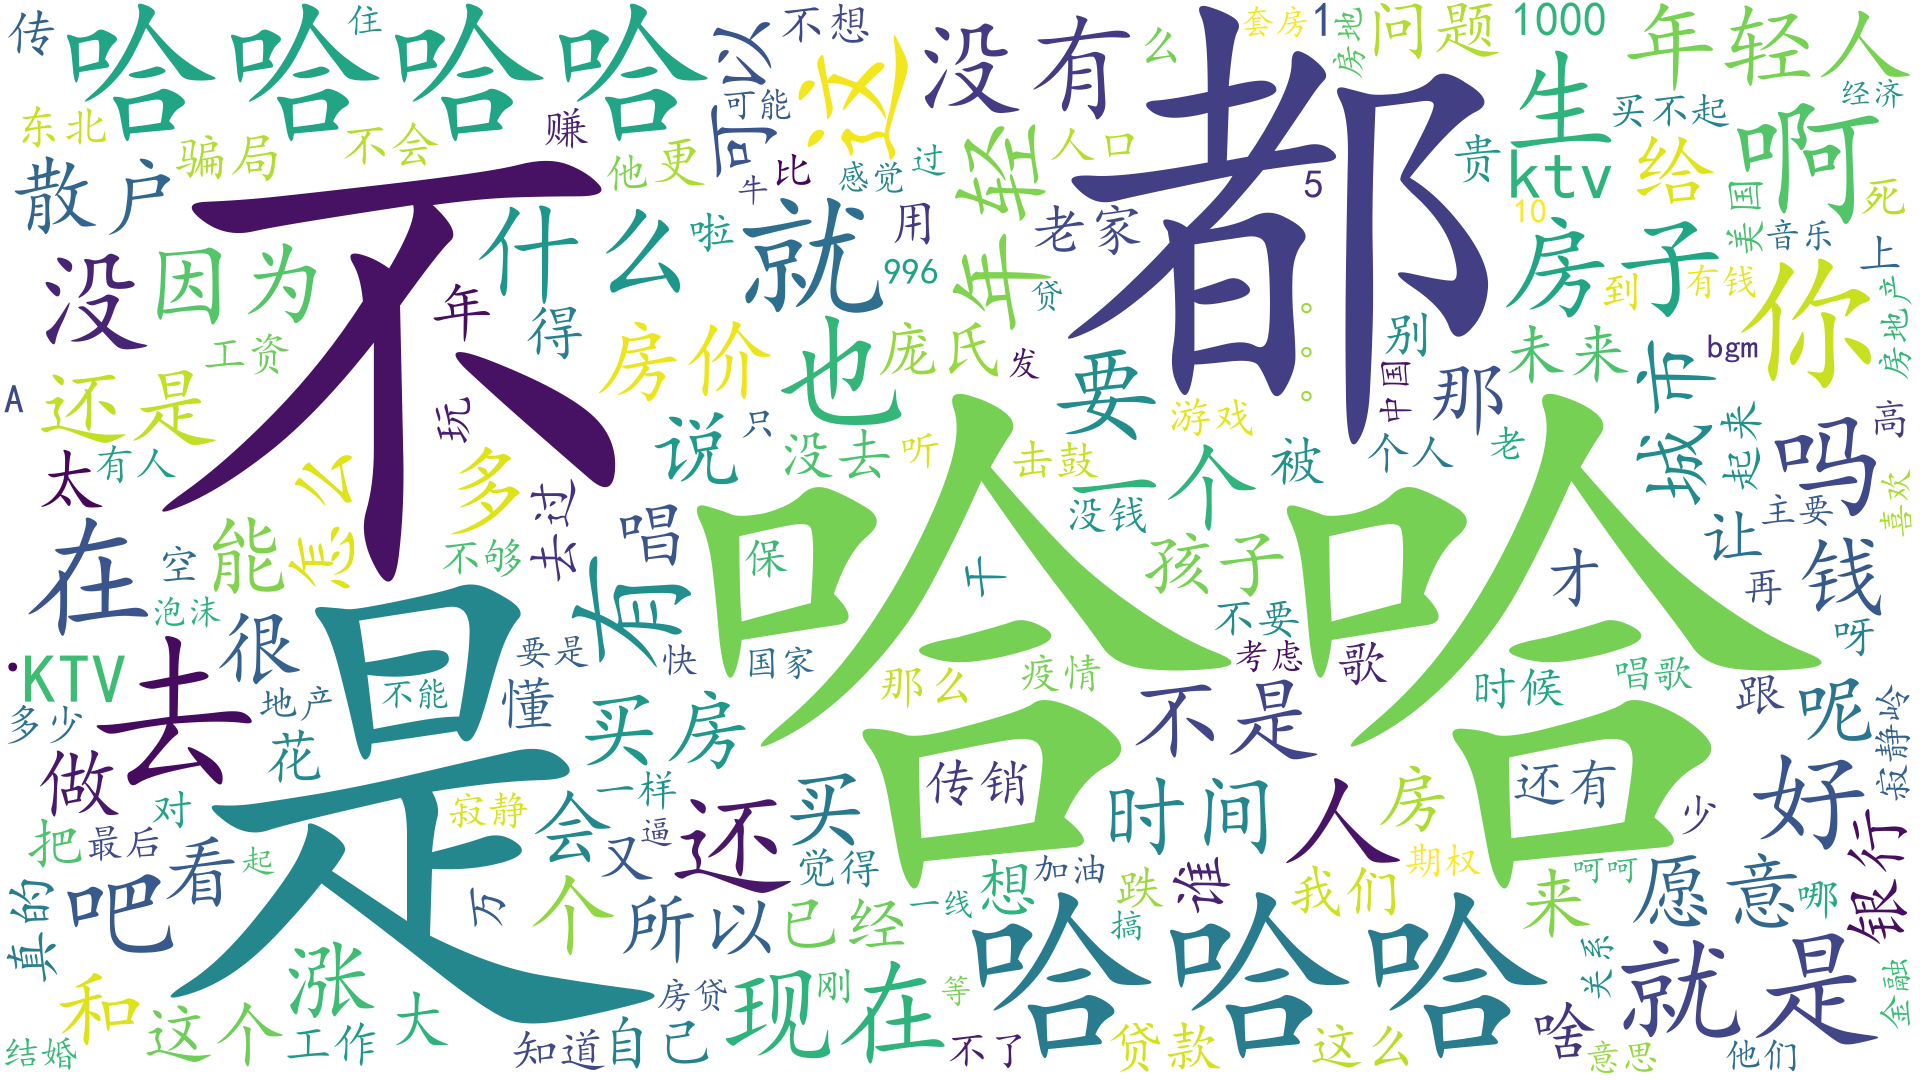 传
哈哈哈哈
住
不想
没有
么
套房
1
房地
问题
1000
年轻人
东北
骗局
不会
赚
可以
可能
这
都
生
买不起
经济
啊
散户
不
他
更
牛
比
感觉
过
年轻
人口
5
贵
ktv
给
美国
死
没
因为
什么
啦
就
用
996
老家
贷
10
房子
音乐
上
你
年
得
工资
房价
也
庞氏
发
。。。
别
未来
到
有钱
房地产
bgm
A
还是
玩
说
只
要
中国
那
城市
太
有人
怎么
多
去过
唱
没去
听
击鼓
游戏
一个
被
个人
老
起来
吗
高
没钱
在
空
能
不够
有
哈哈
保
干
孩子
才
让
主要
再
钱
喜欢
泡沫
很
是
不能
要是
快
国家
那么
疫情
不要
考虑
歌
时候
唱歌
呀
.
KTV
去
地产
懂
买房
不是
跟
呢
寂静岭
多少
做
花
一样
买
传销
时间
人
房
还有
少
好
对
寂静
会
又
逼
还
把
最后
看
起
觉得
想
加油
跌
谁
我们
期权
呵呵
愿意
哪
银行
真的
吧
万
个
所以
已经
一线
哈哈哈
搞
来
关系
就是
金融
和
这个
涨
工作
大
房贷
现在
刚
等
结婚
知道
自己
不了
贷款
这么
啥
意思
他们